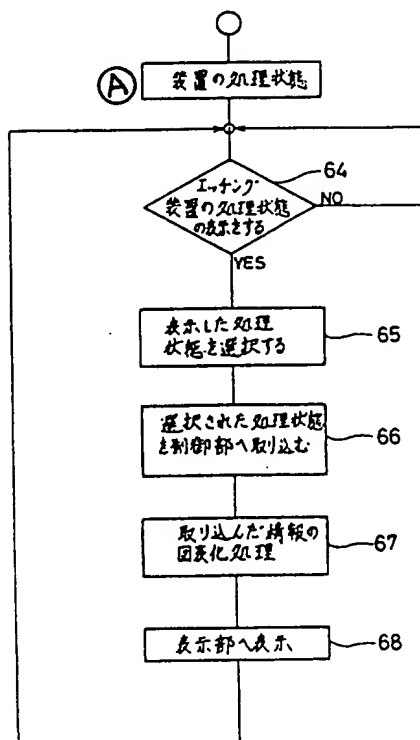 Ⓐ 装置の処理状態
エッチング
装置の処理状態
の表示をする
64
NO
YES
表示した処理
状態を選択する
65
選択された処理状態
を制御部へ取り込む
66
取り込んだ情報の
図表化処理
67
表示部へ表示
68